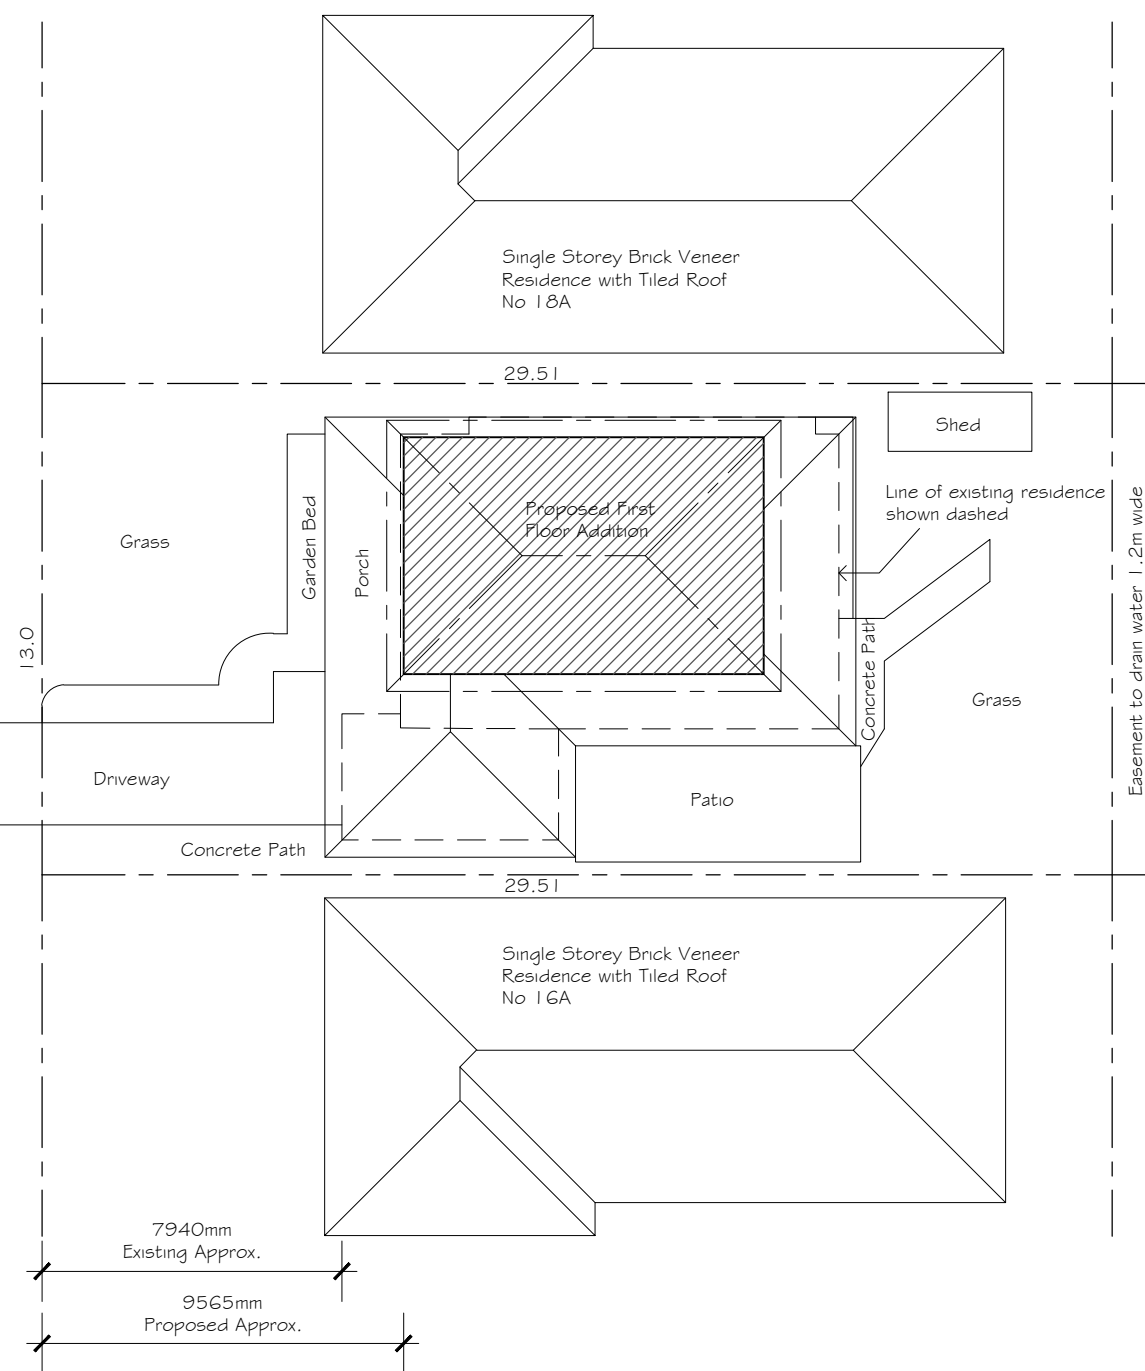 Single Storey Brick Veneer
Residence with Tiled Roof
No 18A
29.51
Shed
Line of existing residence
shown dashed
Proposed First
Floor Addition
Grass
Garden Bed
Porch
Easement to drain water 1.2m wide
13.0
Concrete Path
Grass
Driveway
Patio
Concrete Path
29.51
Single Storey Brick Veneer
Residence with Tiled Roof
No 16A
7940mm
Existing Approx.
9565mm
Proposed Approx.